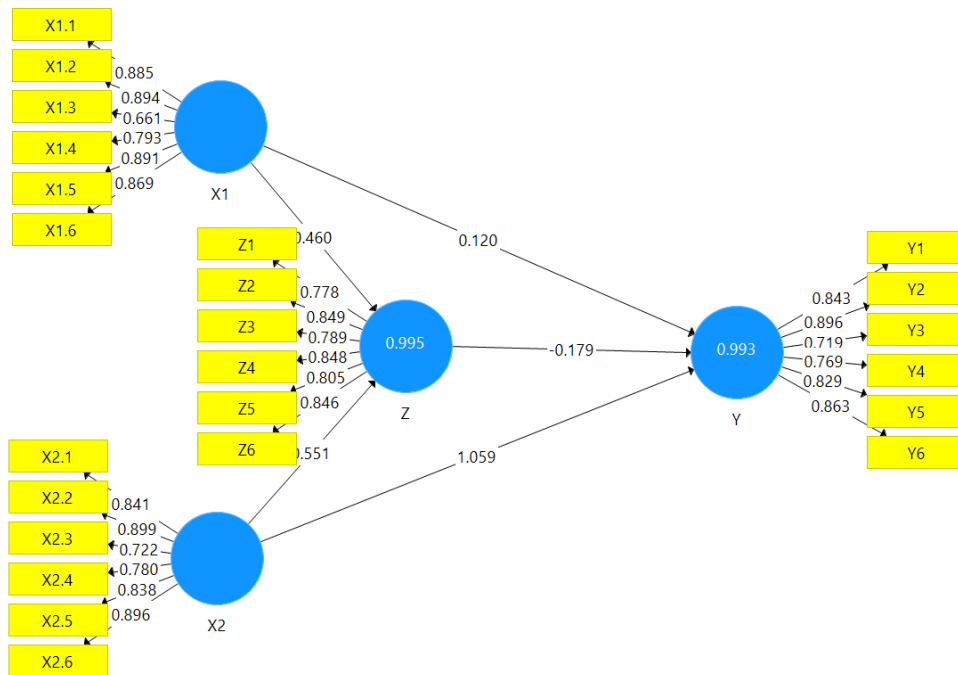 X1.1
X1.2
X1.3
X1.4
X1.5
X1.6
0.885
0.894
0.661
0.793
0.891
0.869
X1
0.460
0.120
Z1
Z2
Z3
Z4
Z5
Z6
0.778
0.849
0.789
0.848
0.805
0.846
0.995
Z
-0.179
0.551
1.059
X2.1
X2.2
X2.3
X2.4
X2.5
X2.6
0.841
0.899
0.722
0.780
0.838
0.896
X2
0.993
Y
0.843
0.896
0.719
0.769
0.829
0.863
Y1
Y2
Y3
Y4
Y5
Y6